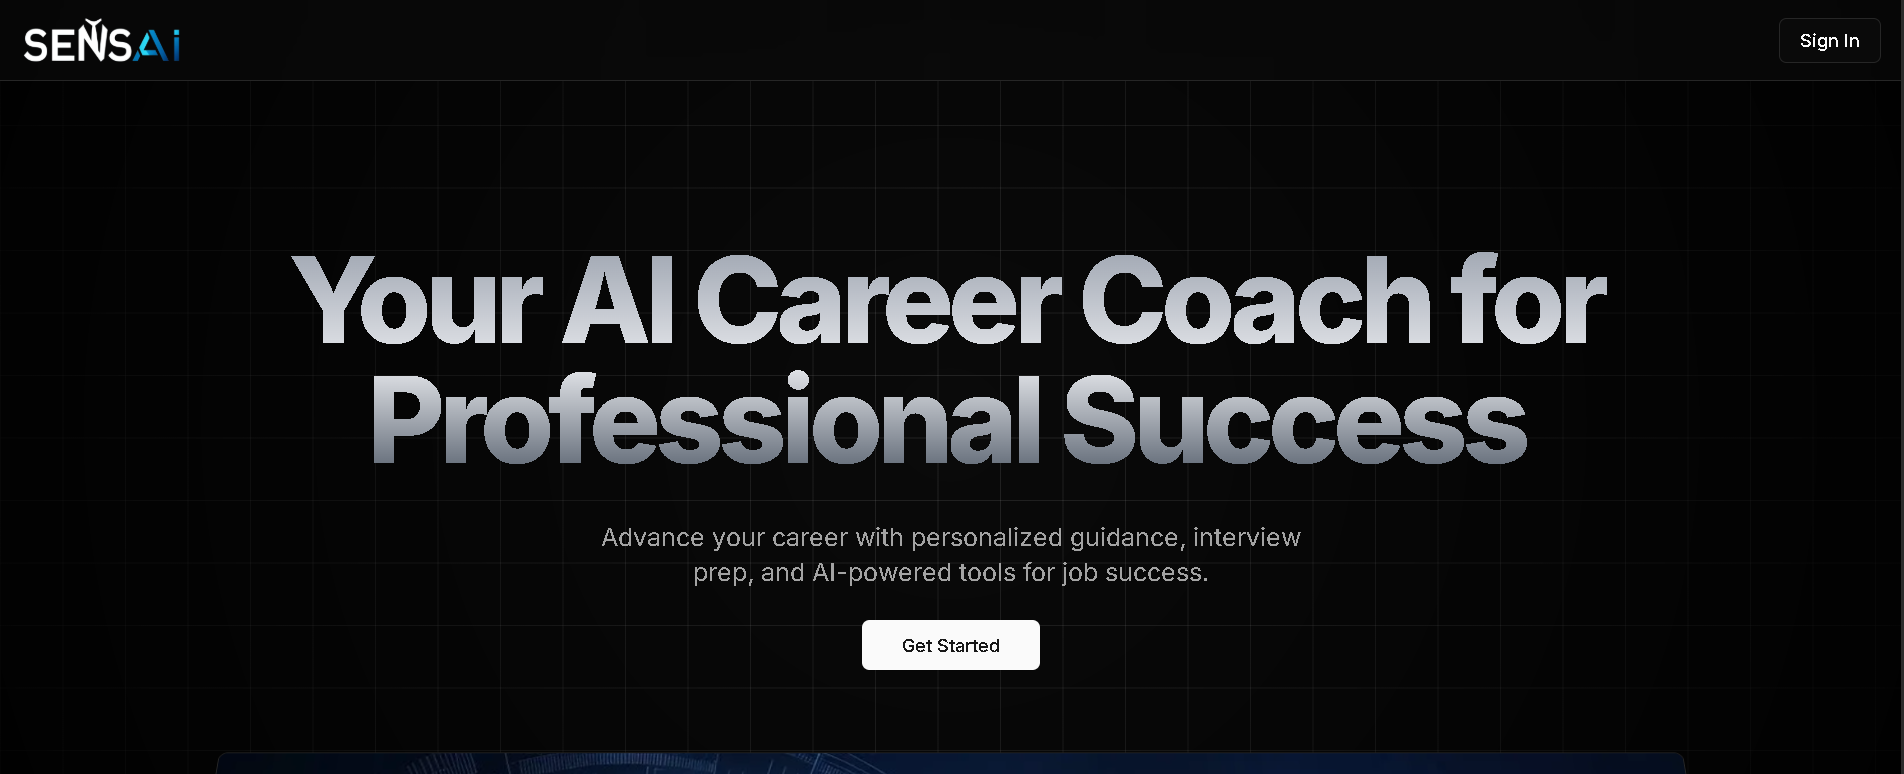 SENSAi
Sign In
Your AI Career Coach for
Professional Success
Advance your career with personalized guidance, interview
prep, and AI-powered tools for job success.
Get Started